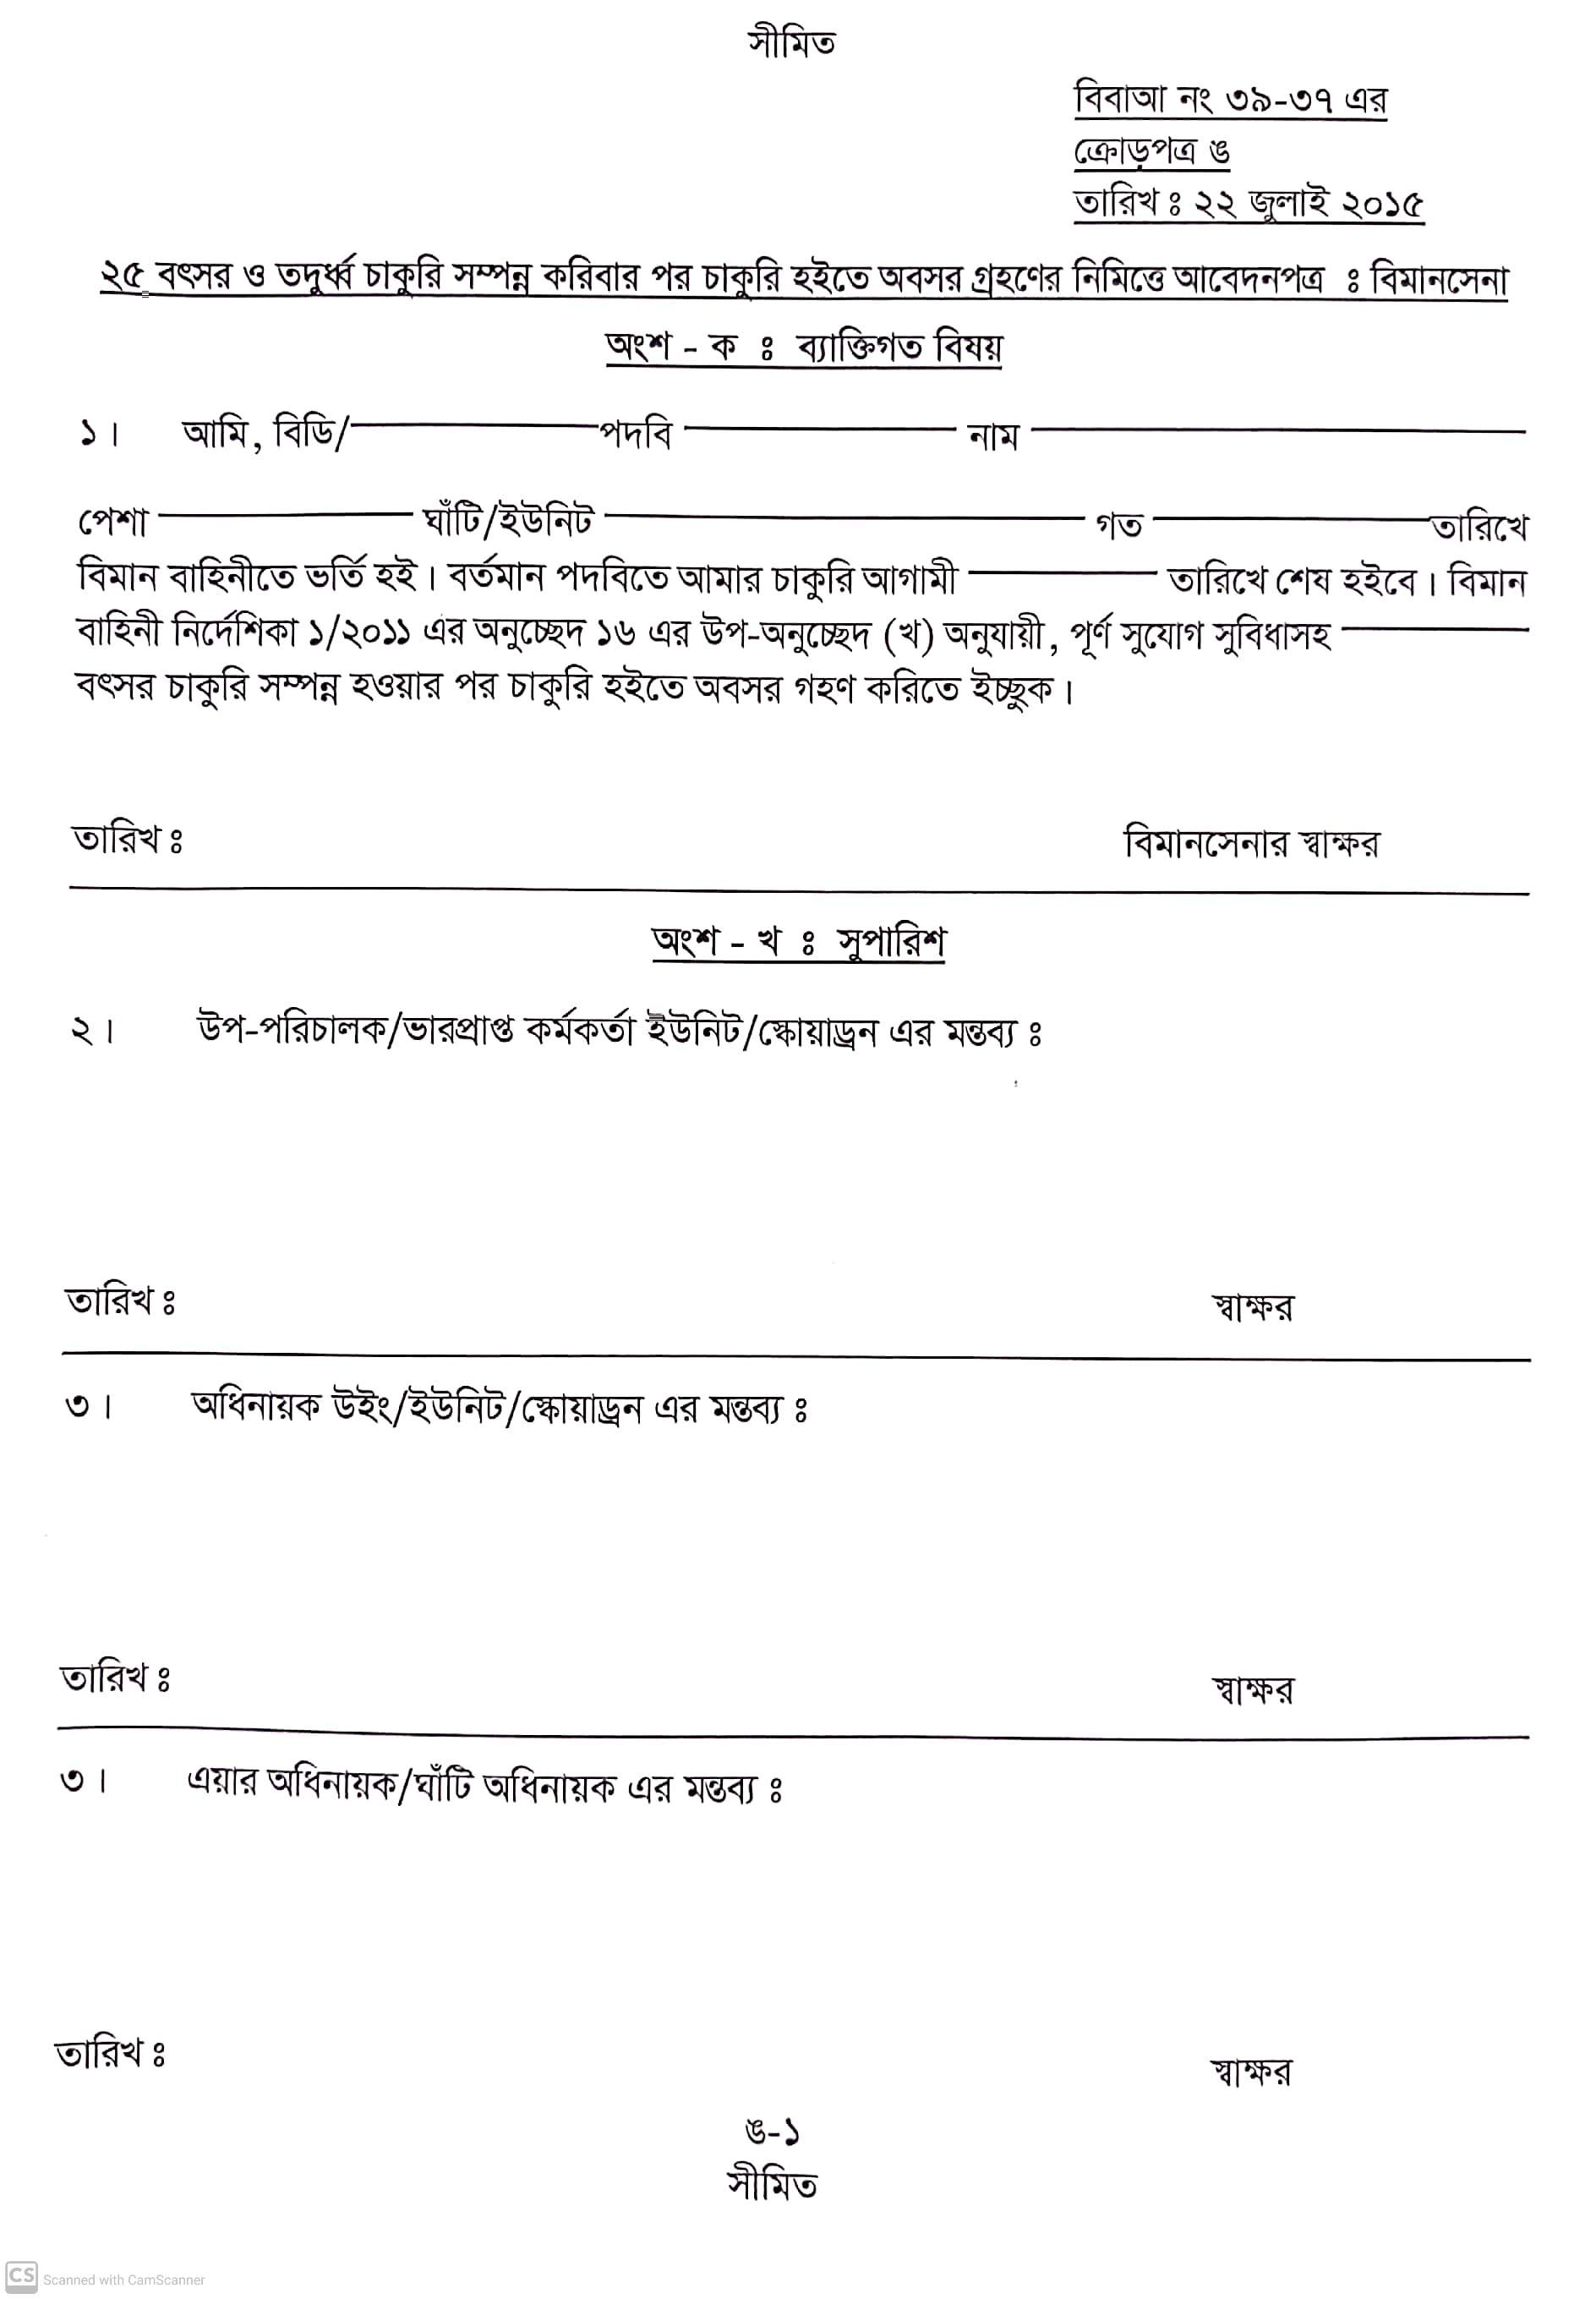 সীমিত
বিবাআ নং ৩৯-৩৭ এর
ক্রোড়পত্র ঙ
তারিখ ঃ ২২ জুলাই ২০১৫
২৫ বৎসর ও তদুর্ধ্ব চাকুরি সম্পন্ন করিবার পর চাকুরি হইতে অবসর গ্রহণের নিমিত্তে আবেদনপত্র ঃ বিমানসেনা
অংশ - ক ঃ ব্যাক্তিগত বিষয়
১। আমি, বিডি/ পদবি নাম
পেশা ঘাঁটি/ইউনিট গত তারিখে
বিমান বাহিনীতে ভর্তি হই। বর্তমান পদবিতে আমার চাকুরি আগামী তারিখে শেষ হইবে। বিমান
বাহিনী নির্দেশিকা ১/২০১১ এর অনুচ্ছেদ ১৬ এর উপ-অনুচ্ছেদ (খ) অনুযায়ী, পূর্ণ সুযোগ সুবিধাসহ
বৎসর চাকুরি সম্পন্ন হওয়ার পর চাকুরি হইতে অবসর গহণ করিতে ইচ্ছুক।
তারিখ ঃ বিমানসেনার স্বাক্ষর
অংশ - খ ঃ সুপারিশ
২। উপ-পরিচালক/ভারপ্রাপ্ত কর্মকর্তা ইউনিট/স্কোয়াড্রন এর মন্তব্য ঃ
তারিখ ঃ স্বাক্ষর
৩। অধিনায়ক উইং/ইউনিট/স্কোয়াড্রন এর মন্তব্য ঃ
তারিখ ঃ স্বাক্ষর
৩। এয়ার অধিনায়ক/ঘাঁটি অধিনায়ক এর মন্তব্য ঃ
তারিখ ঃ স্বাক্ষর
ঙ-১
সীমিত
CS Scanned with CamScanner